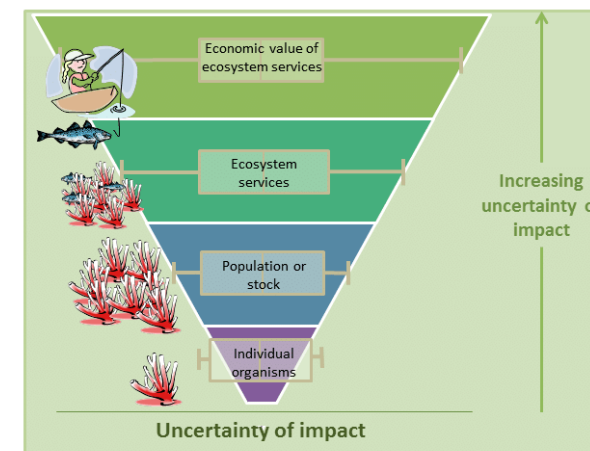 Economic value of
ecosystem services
Ecosystem
services
Population or
stock
Individual
organisms
Increasing
uncertainty
impact
Uncertainty of impact